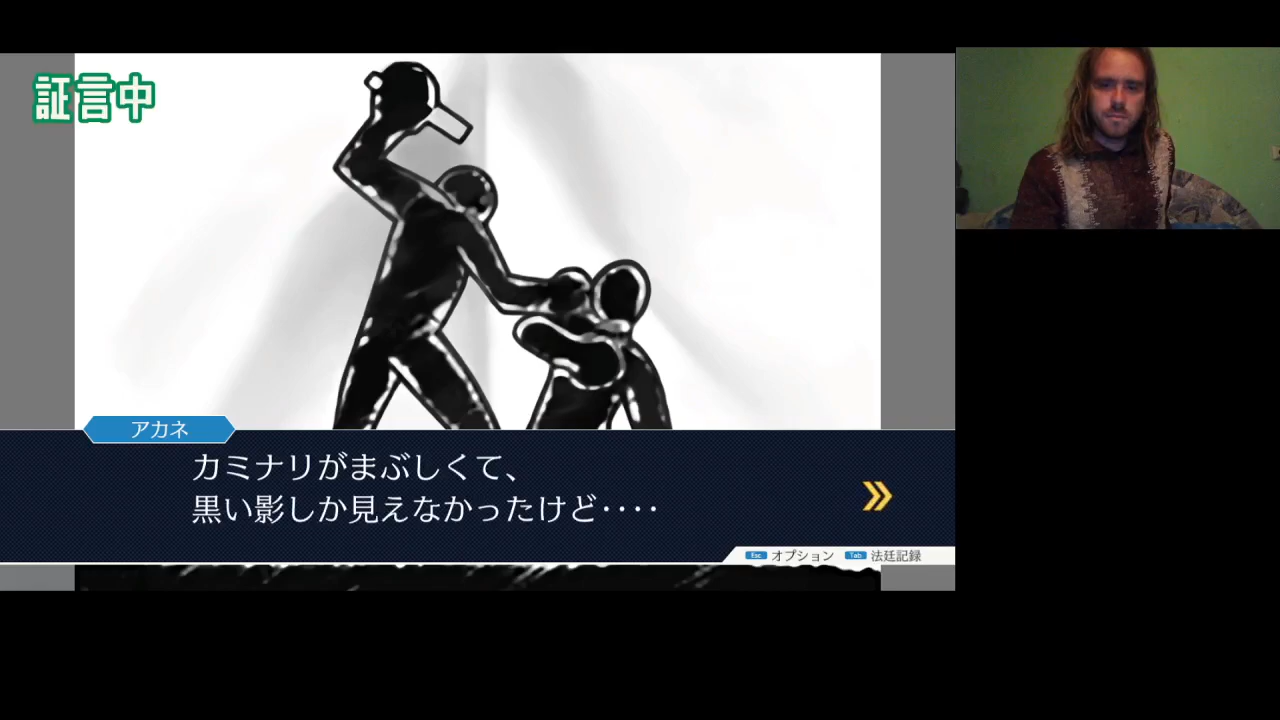 証言中
アカネ
カミナリがまぶしくて、
黒い影しか見えなかったけど‥‥
Esc オプション Tab 法廷記録